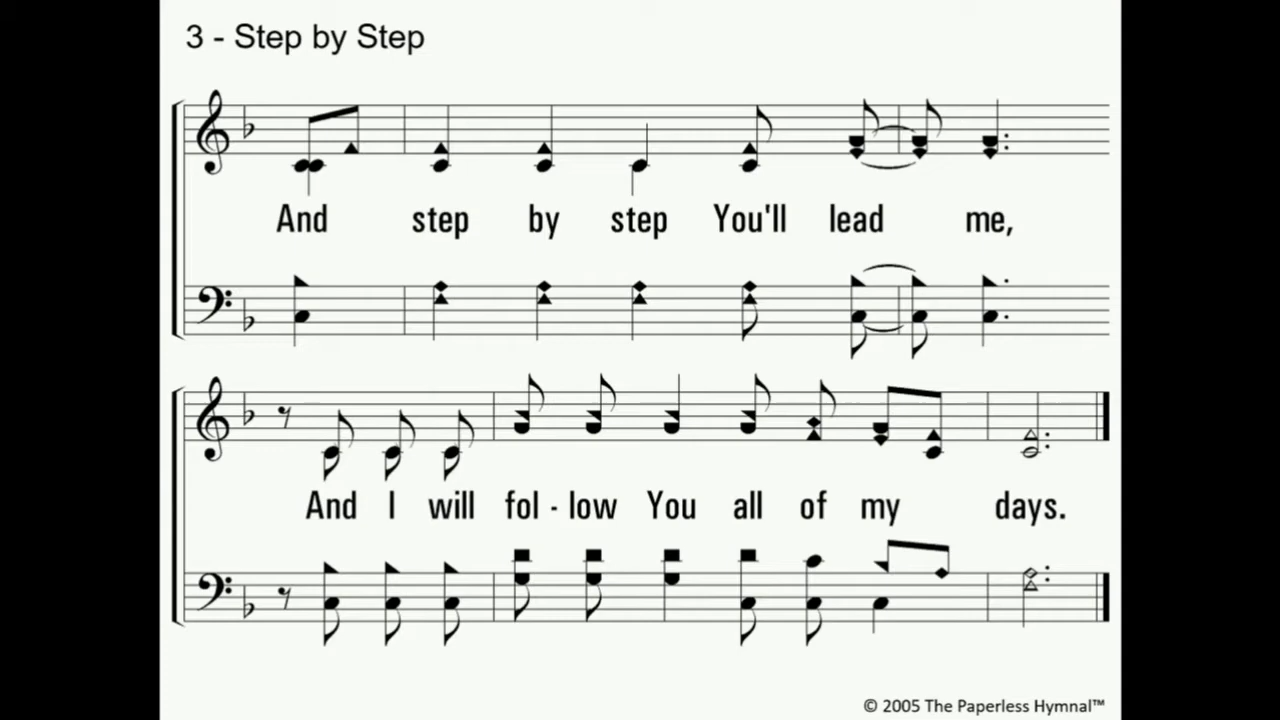 3 - Step by Step
And step by step You'll lead me,
And I will fol - low You all of my days.
© 2005 The Paperless Hymnal™